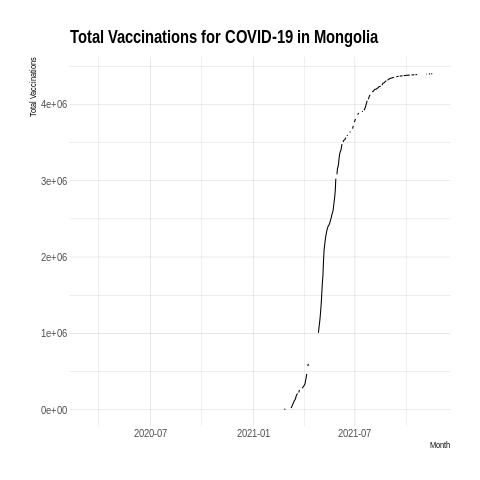 Total Vaccinations for COVID-19 in Mongolia
Total Vaccinations
4e+06
3e+06
2e+06
1e+06
0e+00
2020-07
2021-01
2021-07
Month